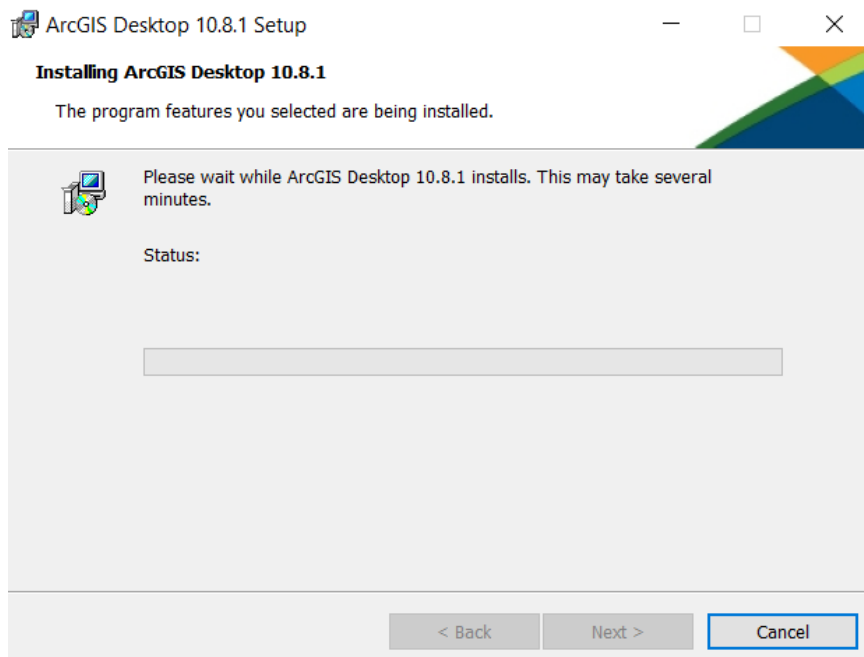 ArcGIS Desktop 10.8.1 Setup
Installing ArcGIS Desktop 10.8.1
The program features you selected are being installed.
Please wait while ArcGIS Desktop 10.8.1 installs. This may take several
minutes.
Status:
< Back Next > Cancel